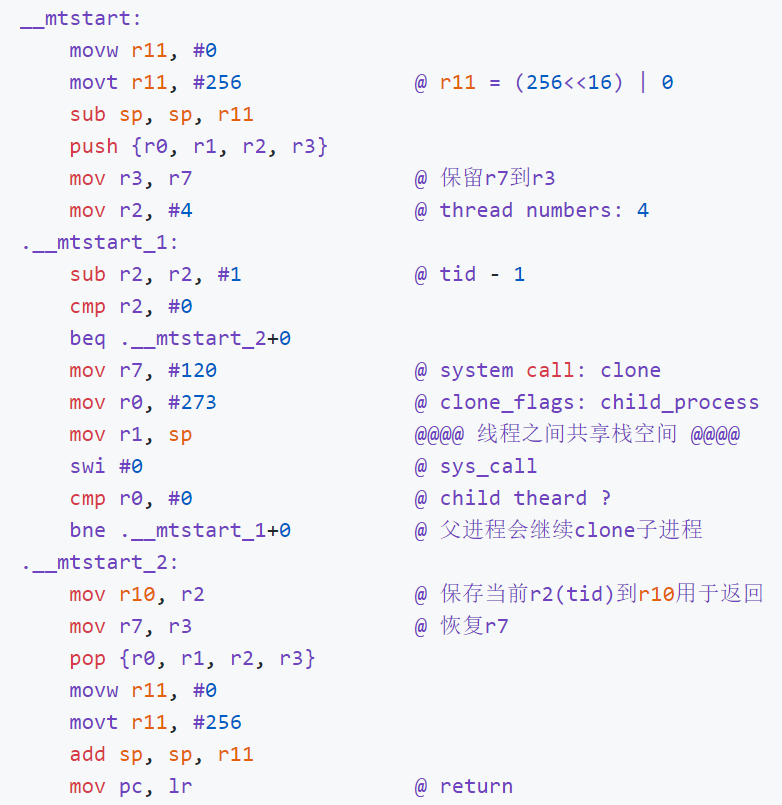 __mtstart:
    movw r11, #0
    movt r11, #256              @ r11 = (256<<16) | 0
    sub sp, sp, r11
    push {r0, r1, r2, r3}
    mov r3, r7                  @ 保留r7到r3
    mov r2, #4                  @ thread numbers: 4
.__mtstart_1:
    sub r2, r2, #1              @ tid - 1
    cmp r2, #0
    beq .__mtstart_2+0
    mov r7, #120                @ system call: clone
    mov r0, #273                @ clone_flags: child_process
    mov r1, sp                  @@@@ 线程之间共享栈空间 @@@@
    swi #0                      @ sys_call
    cmp r0, #0                  @ child theard ?
    bne .__mtstart_1+0          @ 父进程会继续clone子进程
.__mtstart_2:
    mov r10, r2                 @ 保存当前r2(tid)到r10用于返回
    mov r7, r3                  @ 恢复r7
    pop {r0, r1, r2, r3}
    movw r11, #0
    movt r11, #256
    add sp, sp, r11
    mov pc, lr                  @ return